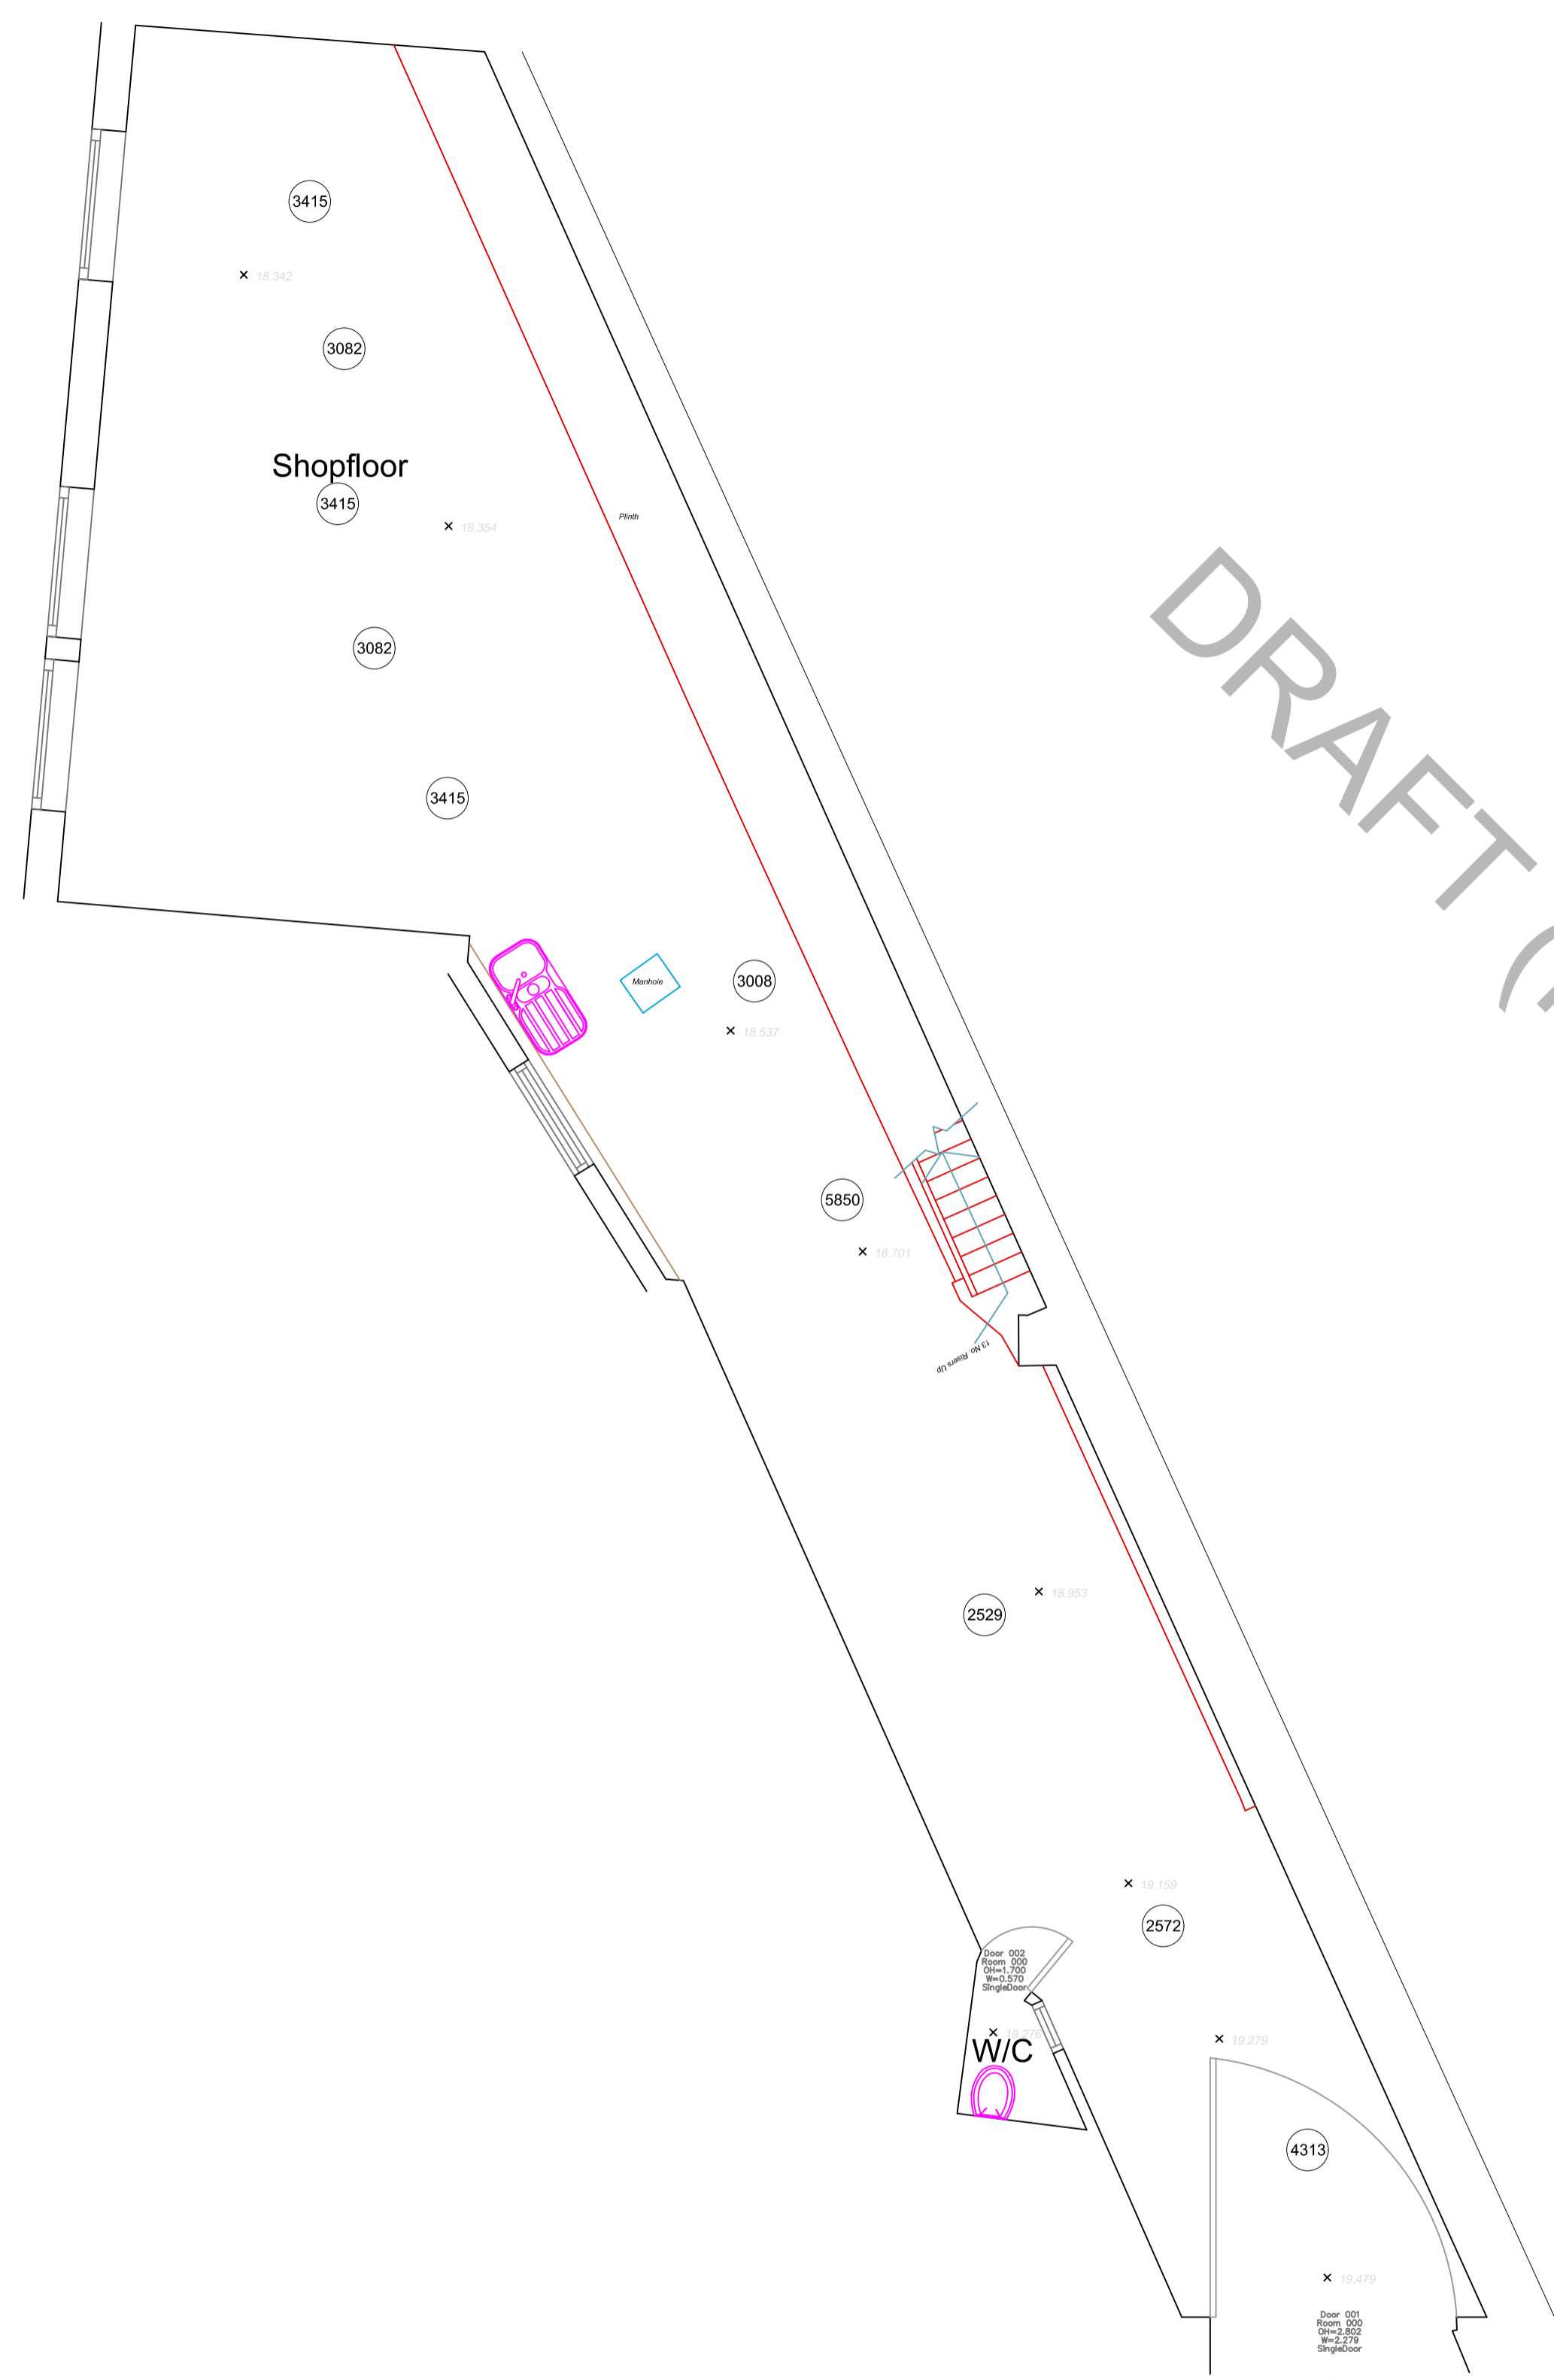 3415
18.342
3082
Shopfloor
3415
18.354
Plinth
3082
DRAFT (
3415
Manhole
3008
18.537
5850
18.701
13 No. Risers Up
18.953
2529
19.159
2572
Door 002
Room 000
OH=1.700
W=0.570
SingleDoor
19.276
W/C
19.279
4313
19.479
Door 001
Room 000
OH=2.802
W=2.279
SingleDoor